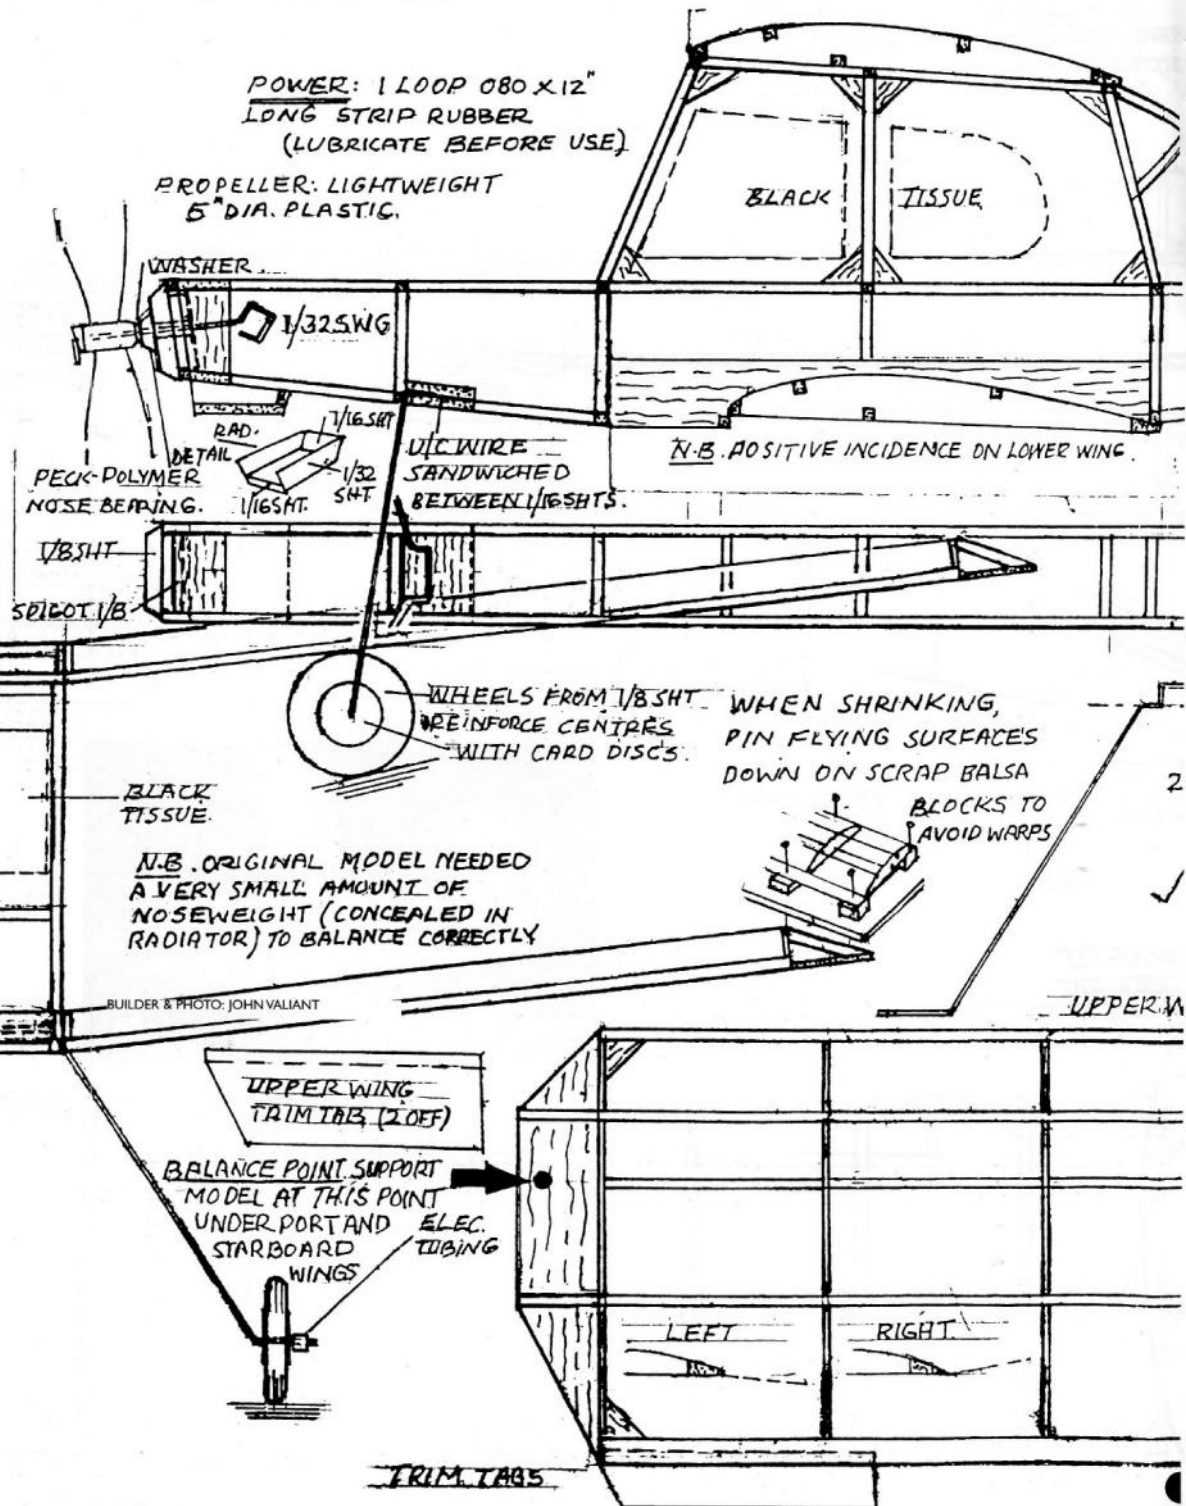 POWER: 1 LOOP 080 X 12"
LONG STRIP RUBBER
(LUBRICATE BEFORE USE)
PROPELLER: LIGHTWEIGHT
5" DIA. PLASTIC.
BLACK TISSUE
WASHER
1/32 SWG
RAD.
DETAIL
1/16 SHT
1/32
SHT
1/16 SHT.
U/C WIRE
SANDWICHED
BETWEEN 1/16 SHTS.
N.B. POSITIVE INCIDENCE ON LOWER WING.
PECK-POLYMER
NOSE BEARING.
1/8 SHT
SPIGOT 1/8
WHEELS FROM 1/8 SHT
REINFORCE CENTRES
WITH CARD DISCS.
WHEN SHRINKING,
PIN FLYING SURFACES
DOWN ON SCRAP BALSA
BLOCKS TO
AVOID WARPS
2
BLACK
TISSUE.
N.B. ORIGINAL MODEL NEEDED
A VERY SMALL AMOUNT OF
NOSEWEIGHT (CONCEALED IN
RADIATOR) TO BALANCE CORRECTLY
BUILDER & PHOTO: JOHN VALIANT
UPPER W
UPPER WING
TRIM TAB (2 OFF)
BALANCE POINT. SUPPORT
MODEL AT THIS POINT
UNDER PORT AND
STARBOARD
WINGS
ELEC.
TUBING
LEFT
RIGHT.
TRIM TABS